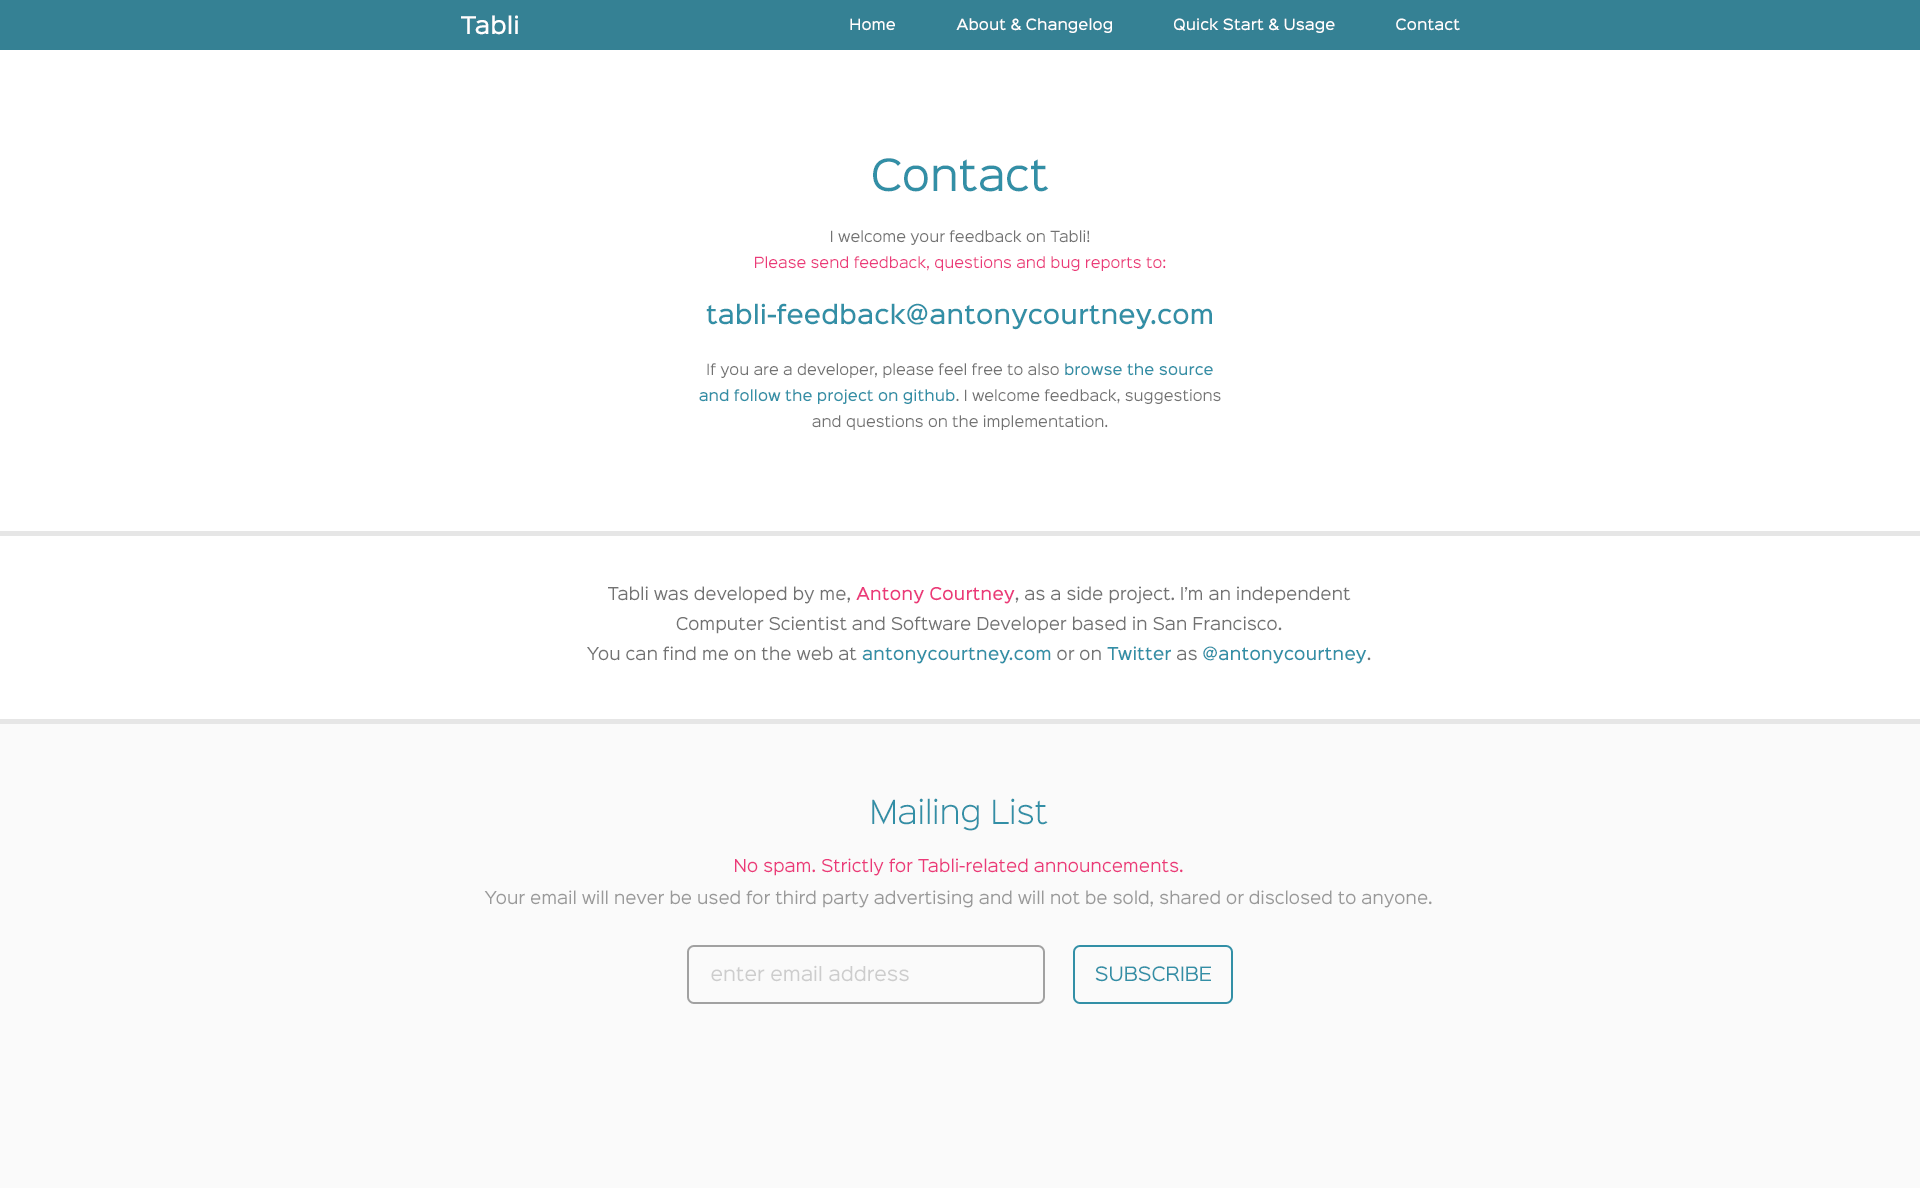 Tabli
Home
About & Changelog
Quick Start & Usage
Contact
Contact
I welcome your feedback on Tabli!
Please send feedback, questions and bug reports to:
tabli-feedback@antonycourtney.com
If you are a developer, please feel free to also browse the source
and follow the project on github. I welcome feedback, suggestions
and questions on the implementation.
Tabli was developed by me, Antony Courtney, as a side project. I’m an independent
Computer Scientist and Software Developer based in San Francisco.
You can find me on the web at antonycourtney.com or on Twitter as @antonycourtney.
Mailing List
No spam. Strictly for Tabli-related announcements.
Your email will never be used for third party advertising and will not be sold, shared or disclosed to anyone.
enter email address
SUBSCRIBE